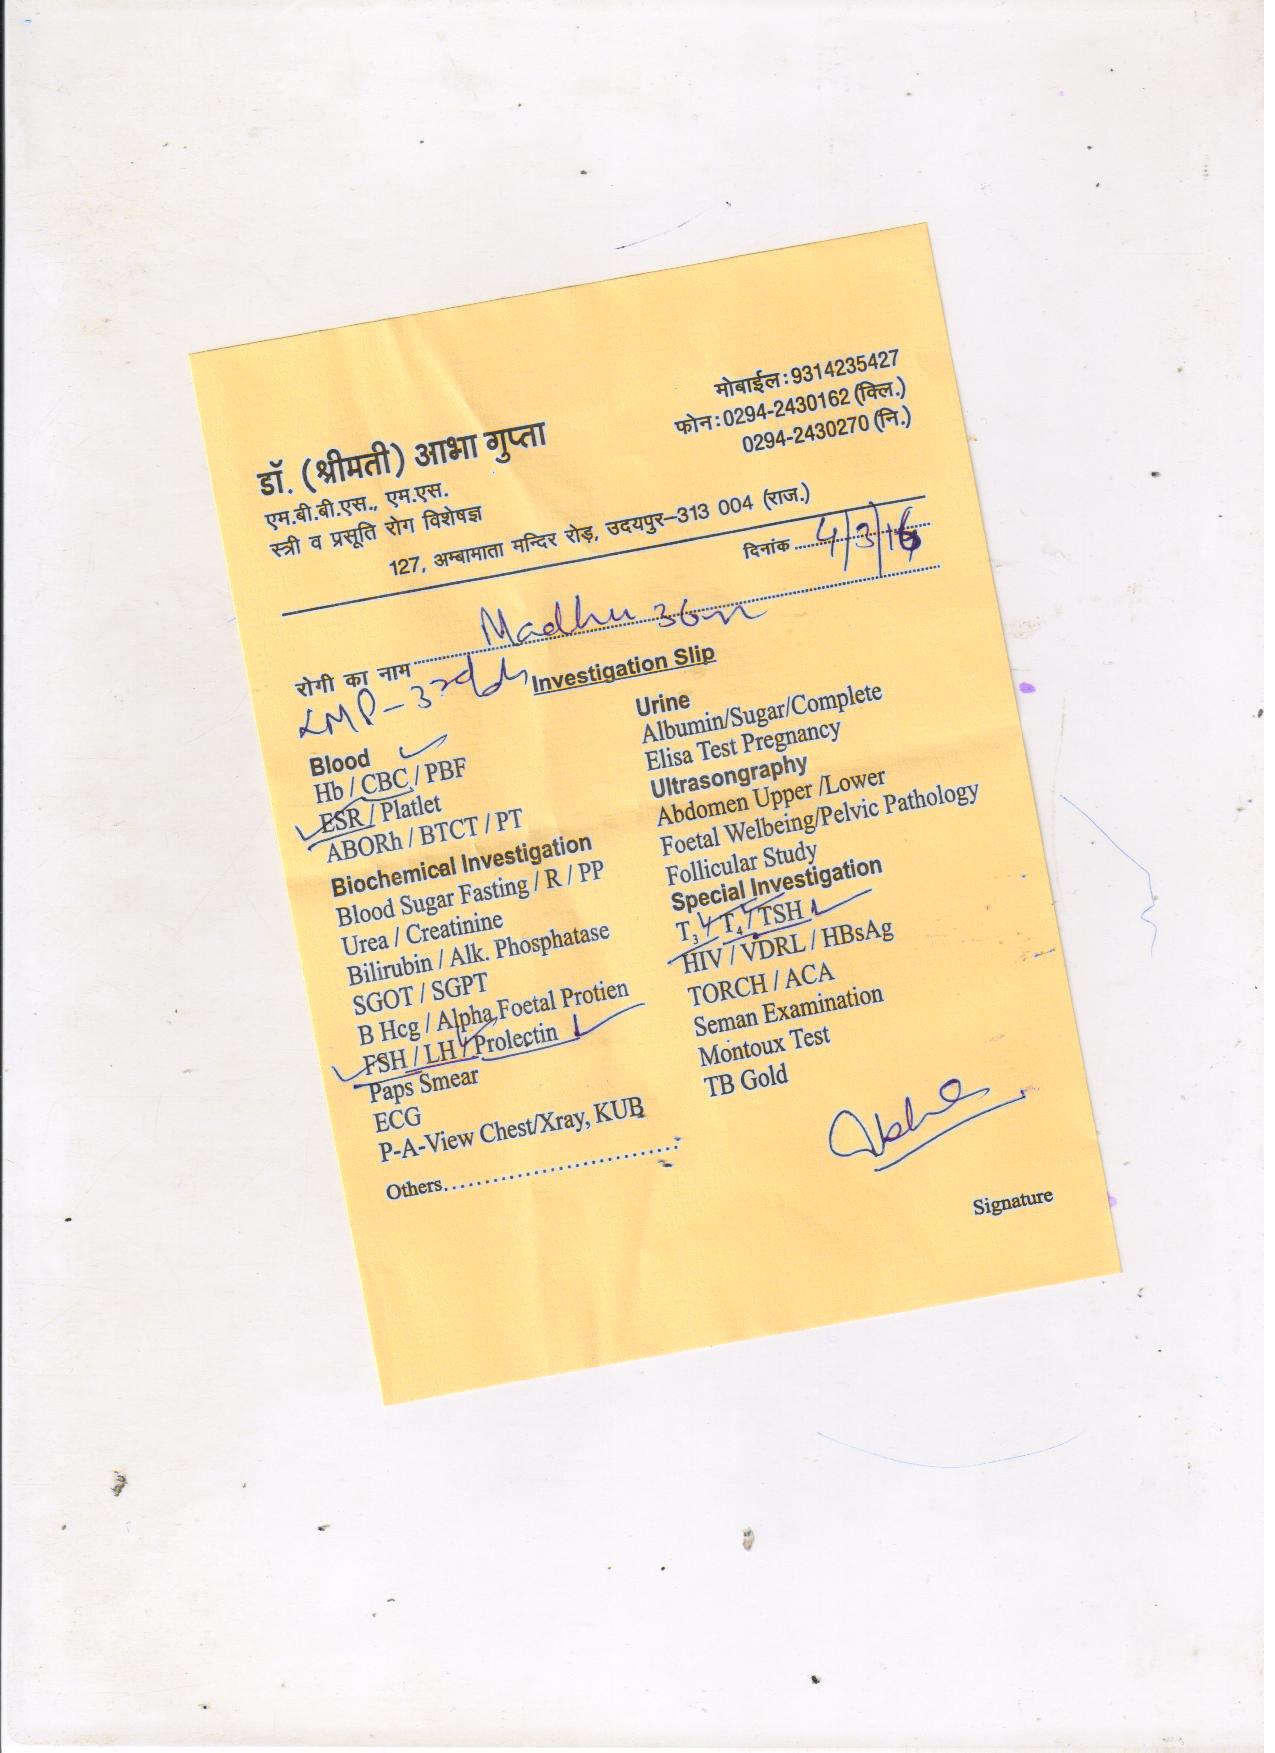 मोबाईल:9314235427
फोन:0294-2430162 (क्लि.)
0294-2430270 (नि.)
डॉ. (श्रीमती) आभा गुप्ता
एम.बी.बी.एस., एम.एस.
स्त्री व प्रसूति रोग विशेषज्ञ
127, अम्बामाता मन्दिर रोड़, उदयपुर-313 004 (राज.)
दिनांक 4/3/16
रोगी का नाम Madhu
LMP -
Investigation Slip
Blood
Hb / CBC / PBF
ESR / Platlet
ABORh / BTCT / PT
Biochemical Investigation
Blood Sugar Fasting / R / PP
Urea / Creatinine
Bilirubin / Alk. Phosphatase
SGOT / SGPT
B Hcg / Alpha Foetal Protien
FSH / LH / Prolectin
Paps Smear
ECG
P-A-View Chest/Xray, KUB
Others
Urine
Albumin/Sugar/Complete
Elisa Test Pregnancy
Ultrasongraphy
Abdomen Upper /Lower
Foetal Welbeing/Pelvic Pathology
Follicular Study
Special Investigation
T3 / T4 / TSH
HIV / VDRL / HBsAg
TORCH / ACA
Seman Examination
Montoux Test
TB Gold
Signature